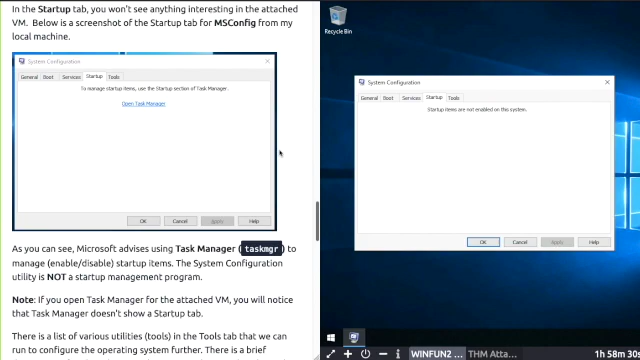 In the Startup tab, you won't see anything interesting in the attached
VM.  Below is a screenshot of the Startup tab for MSConfig from my
local machine.
System Configuration
General Boot Services Startup Tools
To manage startup items, use the Startup section of Task Manager.
Open Task Manager
OK Cancel Apply Help
As you can see, Microsoft advises using Task Manager ( taskmgr ) to
manage (enable/disable) startup items. The System Configuration
utility is NOT a startup management program.
Note: If you open Task Manager for the attached VM, you will notice
that Task Manager doesn't show a Startup tab.
There is a list of various utilities (tools) in the Tools tab that we can
run to configure the operating system further. There is a brief
Recycle Bin
System Configuration
General Boot Services Startup Tools
Startup items are not enabled on this system.
OK Cancel Apply Help
WINFUN2 THM Atta... 1h 58m 30s